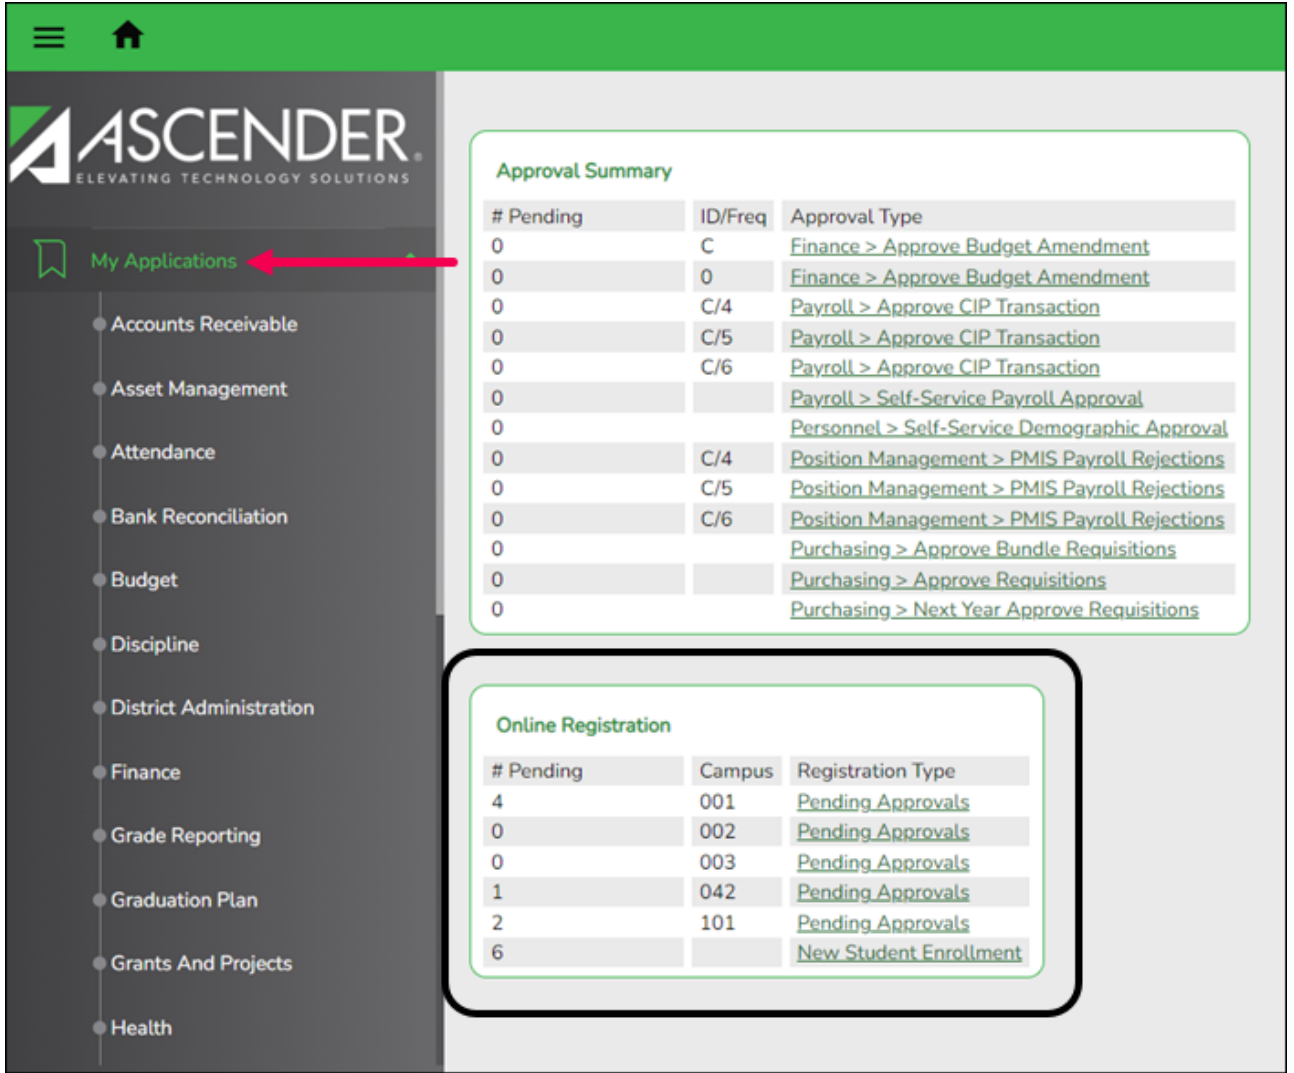 ASCENDER®
ELEVATING TECHNOLOGY SOLUTIONS
My Applications
Accounts Receivable
Asset Management
Attendance
Bank Reconciliation
Budget
Discipline
District Administration
Finance
Grade Reporting
Graduation Plan
Grants And Projects
Health
Approval Summary
# Pending ID/Freq Approval Type
0 C Finance > Approve Budget Amendment
0 0 Finance > Approve Budget Amendment
0 C/4 Payroll > Approve CIP Transaction
0 C/5 Payroll > Approve CIP Transaction
0 C/6 Payroll > Approve CIP Transaction
0 Payroll > Self-Service Payroll Approval
0 Personnel > Self-Service Demographic Approval
0 C/4 Position Management > PMIS Payroll Rejections
0 C/5 Position Management > PMIS Payroll Rejections
0 C/6 Position Management > PMIS Payroll Rejections
0 Purchasing > Approve Bundle Requisitions
0 Purchasing > Approve Requisitions
0 Purchasing > Next Year Approve Requisitions
Online Registration
# Pending Campus Registration Type
4 001 Pending Approvals
0 002 Pending Approvals
0 003 Pending Approvals
1 042 Pending Approvals
2 101 Pending Approvals
6 New Student Enrollment